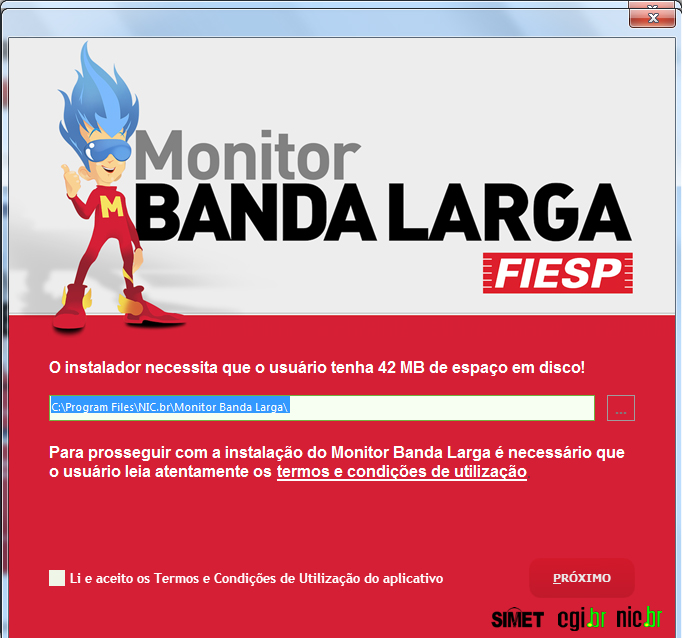 Monitor
BANDA LARGA
M
FIESP
O instalador necessita que o usuário tenha 42 MB de espaço em disco!
C:\Program Files\NIC.br\Monitor Banda Larga\
...
Para prosseguir com a instalação do Monitor Banda Larga é necessário que
o usuário leia atentamente os termos e condições de utilização
Li e aceito os Termos e Condições de Utilização do aplicativo
PRÓXIMO
SIMET cgi.br nic.br